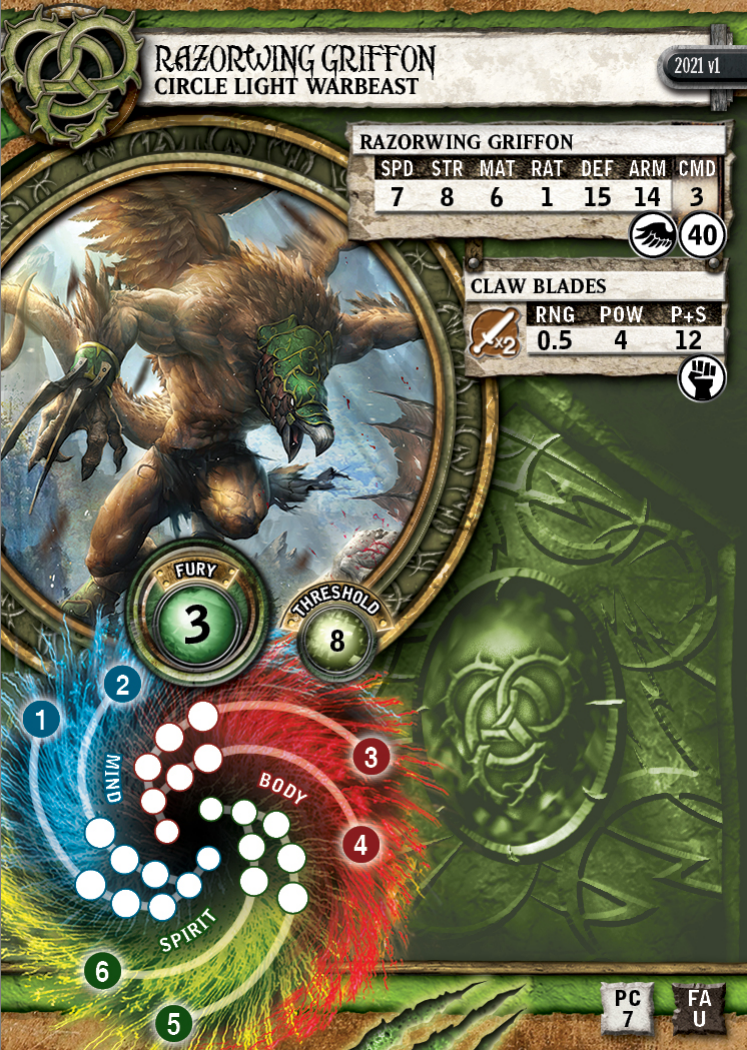 RAZORWING GRIFFON
CIRCLE LIGHT WARBEAST
2021 v1
RAZORWING GRIFFON
SPD STR MAT RAT DEF ARM CMD
7 8 6 1 15 14 3
40
CLAW BLADES
RNG POW P+S
x2 0.5 4 12
FURY
3
THRESHOLD
8
1
2
MIND
3
BODY
4
SPIRIT
6
5
PC
7
FA
U